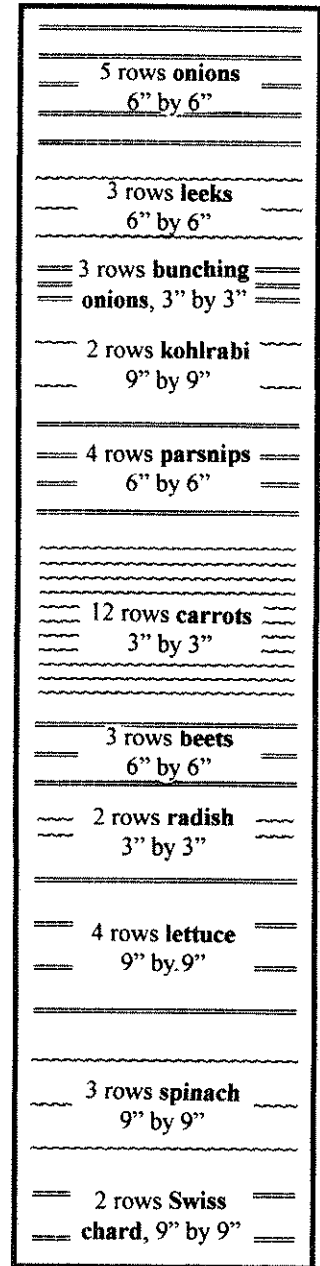 5 rows onions
6” by 6”
3 rows leeks
6” by 6”
3 rows bunching
onions, 3” by 3”
2 rows kohlrabi
9” by 9”
4 rows parsnips
6” by 6”
12 rows carrots
3” by 3”
3 rows beets
6” by 6”
2 rows radish
3” by 3”
4 rows lettuce
9” by 9”
3 rows spinach
9” by 9”
2 rows Swiss
chard, 9” by 9”